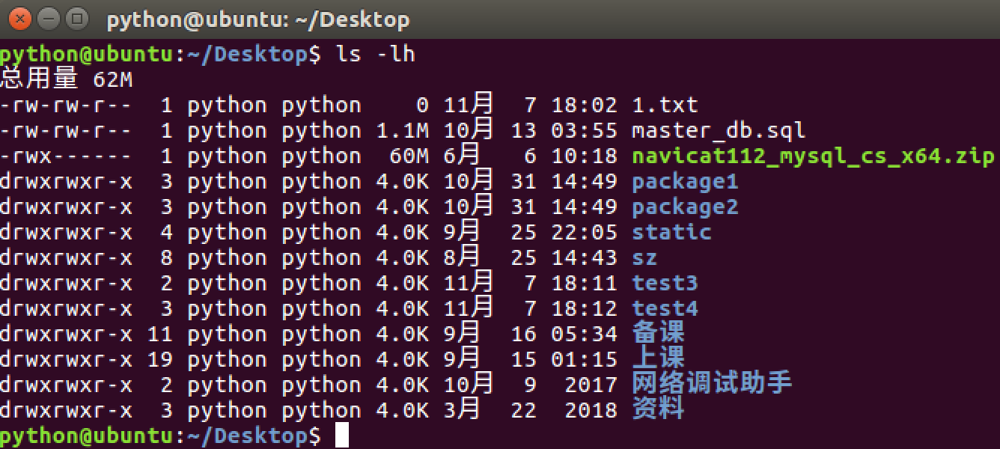 python@ubuntu: ~/Desktop
python@ubuntu:~/Desktop$ ls -lh
总用量 62M
-rw-rw-r--  1 python python    0 11月  7 18:02 1.txt
-rw-rw-r--  1 python python 1.1M 10月 13 03:55 master_db.sql
-rwx------  1 python python  60M 6月   6 10:18 navicat112_mysql_cs_x64.zip
drwxrwxr-x  3 python python 4.0K 10月 31 14:49 package1
drwxrwxr-x  3 python python 4.0K 10月 31 14:49 package2
drwxrwxr-x  4 python python 4.0K 9月  25 22:05 static
drwxrwxr-x  8 python python 4.0K 8月  25 14:43 sz
drwxrwxr-x  2 python python 4.0K 11月  7 18:11 test3
drwxrwxr-x  3 python python 4.0K 11月  7 18:12 test4
drwxrwxr-x 11 python python 4.0K 9月  16 05:34 备课
drwxrwxr-x 19 python python 4.0K 9月  15 01:15 上课
drwxrwxr-x  2 python python 4.0K 10月  9  2017 网络调试助手
drwxrwxr-x  3 python python 4.0K 3月  22  2018 资料
python@ubuntu:~/Desktop$